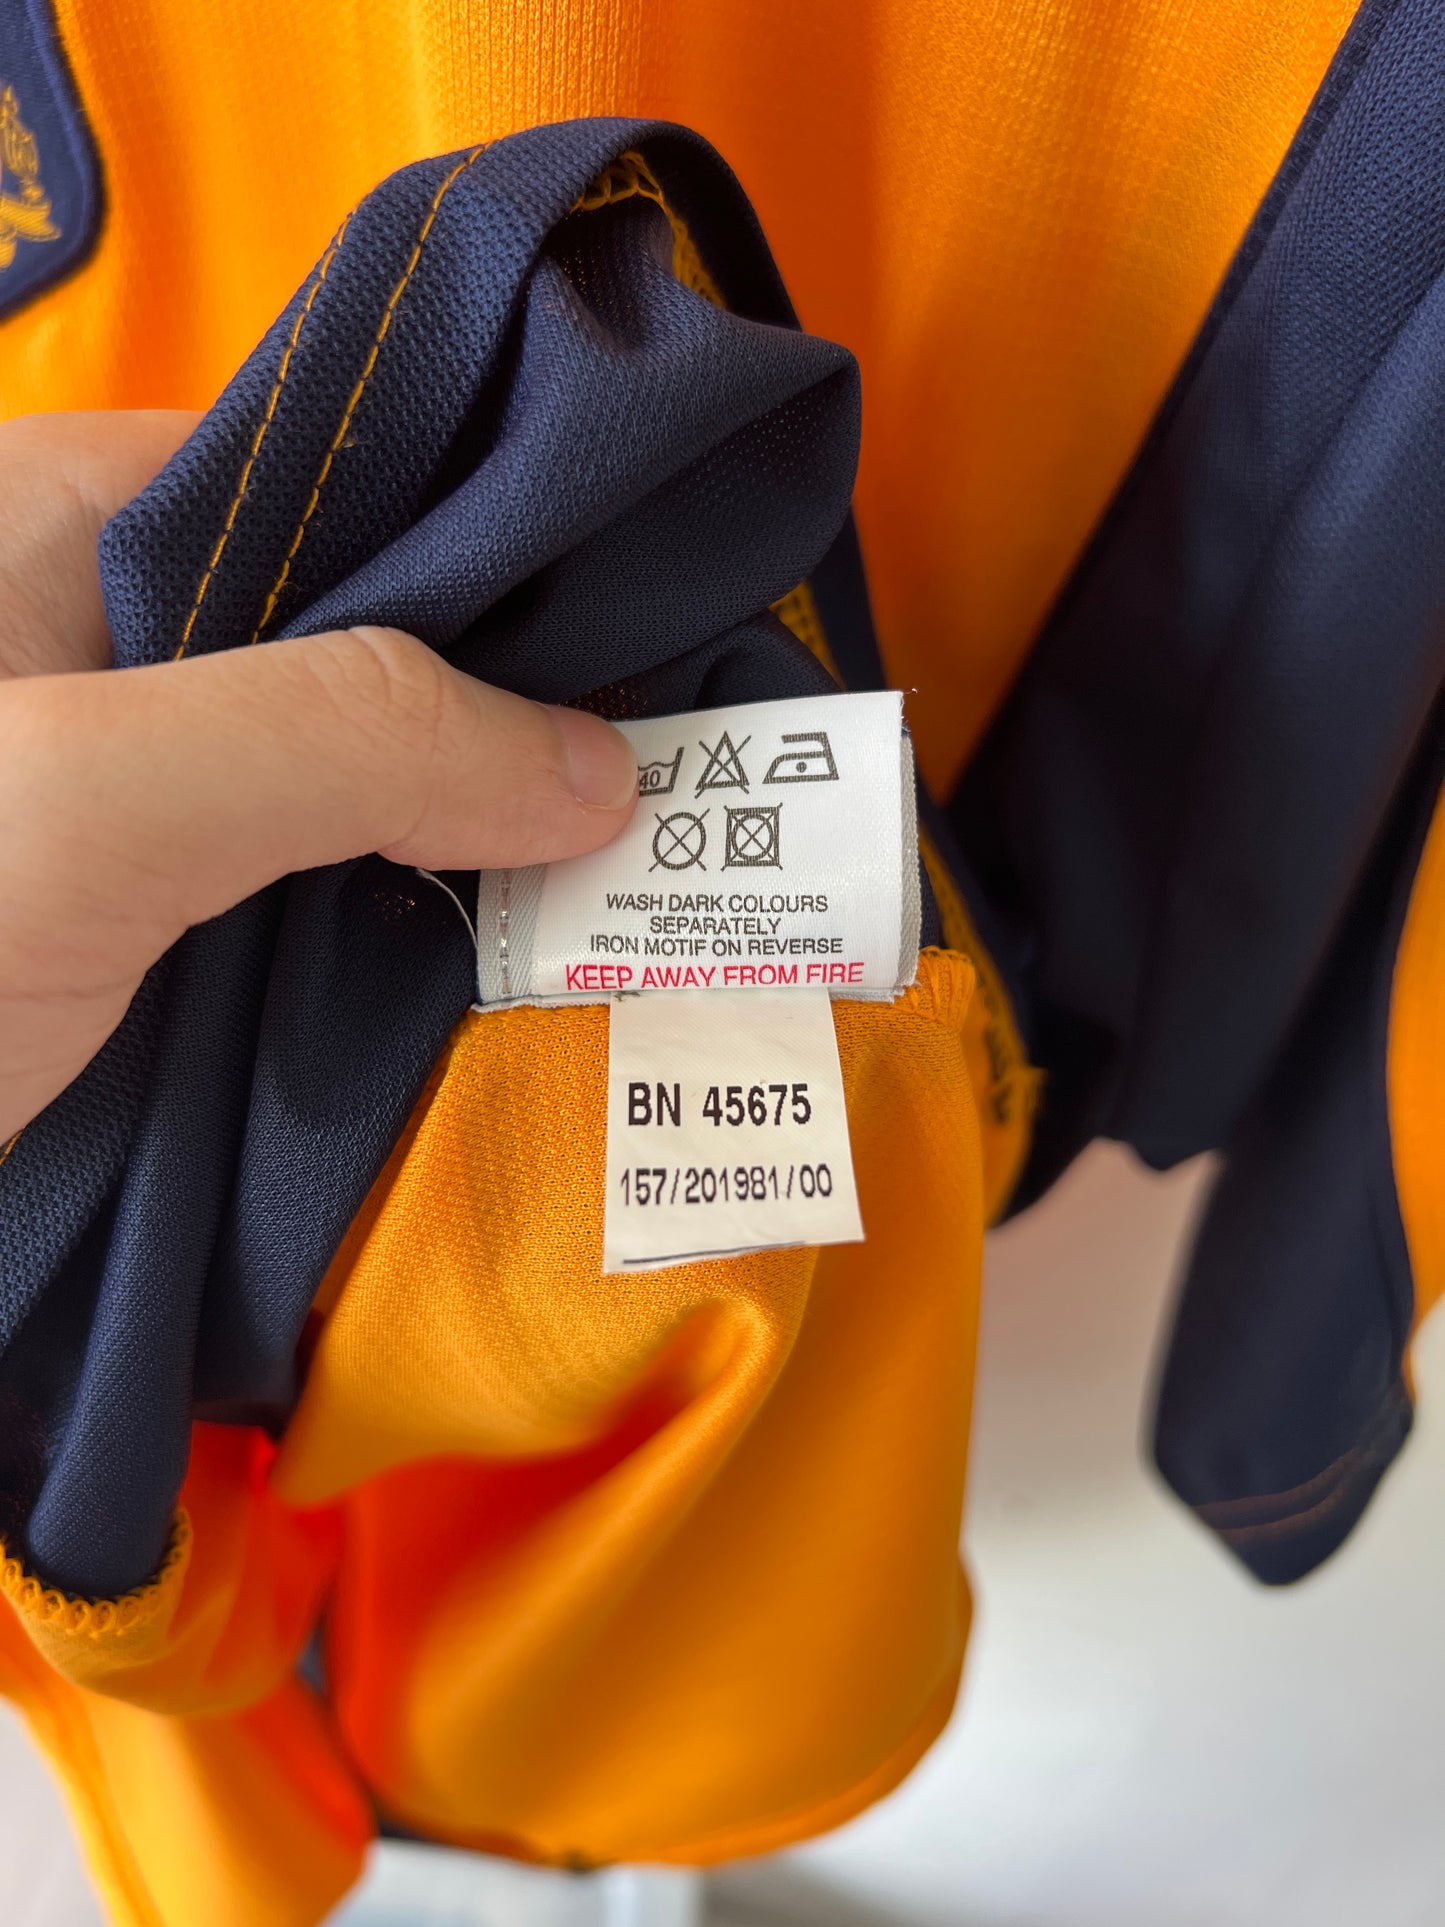 40
WASH DARK COLOURS
SEPARATELY
IRON MOTIF ON REVERSE
KEEP AWAY FROM FIRE
BN 45675
157/201981/00